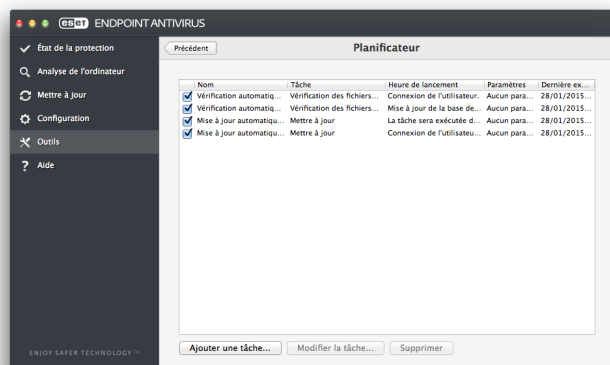 eset ENDPOINT ANTIVIRUS
État de la protection
Analyse de l'ordinateur
Mettre à jour
Configuration
Outils
Aide
ENJOY SAFER TECHNOLOGY™
Précédent
Planificateur
Nom Tâche Heure de lancement Paramètres Dernière ex...
Vérification automatiq... Vérification des fichiers... Connexion de l'utilisateur. Aucun para... 28/01/2015...
Vérification automatiq... Vérification des fichiers... Mise à jour de la base de... Aucun para... 28/01/2015...
Mise à jour automatiqu... Mettre à jour La tâche sera exécutée d... Aucun para... 28/01/2015...
Mise à jour automatiqu... Mettre à jour Connexion de l'utilisateu... Aucun para... 28/01/2015...
Ajouter une tâche... Modifier la tâche... Supprimer